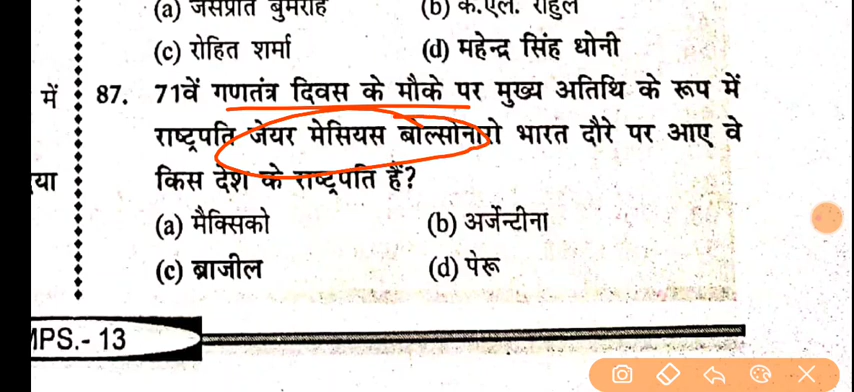 (a) जसप्रीत बुमराह (b) के.एल. राहुल
(c) रोहित शर्मा (d) महेन्द्र सिंह धोनी
में 87. 71वें गणतंत्र दिवस के मौके पर मुख्य अतिथि के रूप में
राष्ट्रपति जेयर मेसियस बोल्सोनारो भारत दौरे पर आए वे
किस देश के राष्ट्रपति हैं?
(a) मैक्सिको (b) अर्जेन्टीना
(c) ब्राजील (d) पेरू
MPS.- 13